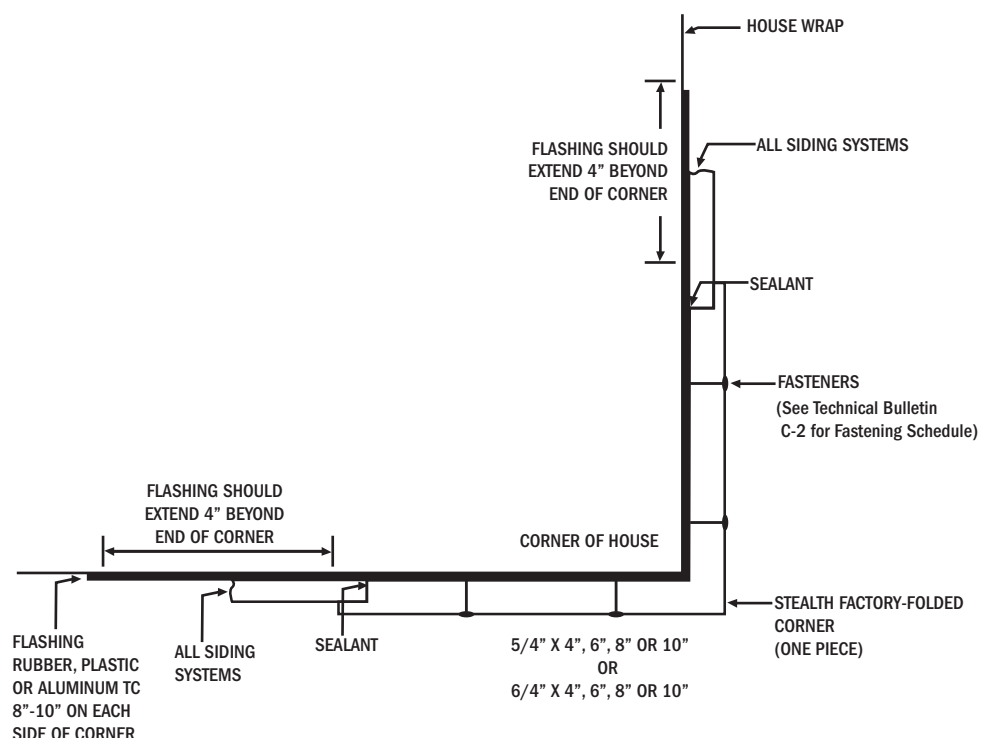 HOUSE WRAP
FLASHING SHOULD
EXTEND 4” BEYOND
END OF CORNER
ALL SIDING SYSTEMS
SEALANT
FASTENERS
(See Technical Bulletin
C-2 for Fastening Schedule)
FLASHING SHOULD
EXTEND 4” BEYOND
END OF CORNER
CORNER OF HOUSE
STEALTH FACTORY-FOLDED
CORNER
(ONE PIECE)
FLASHING
RUBBER, PLASTIC
OR ALUMINUM TC
8”-10” ON EACH
SIDE OF CORNER
ALL SIDING
SYSTEMS
SEALANT
5/4” X 4”, 6”, 8” OR 10”
OR
6/4” X 4”, 6”, 8” OR 10”